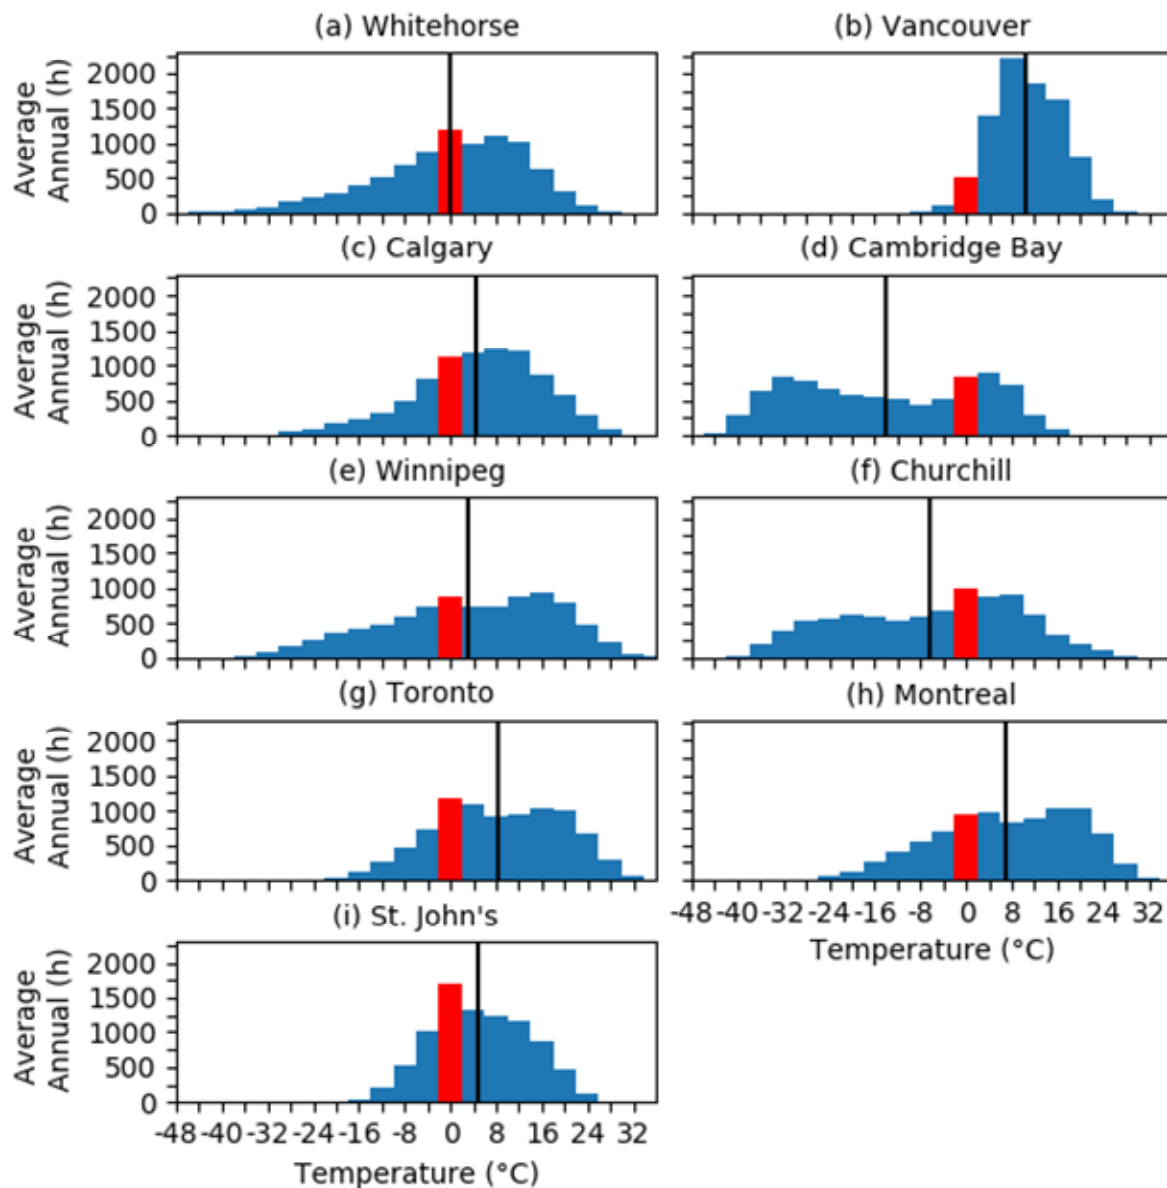 (a) Whitehorse
(b) Vancouver
Average
Annual (h)
2000
1500
1000
500
0
(c) Calgary
(d) Cambridge Bay
Average
Annual (h)
2000
1500
1000
500
0
(e) Winnipeg
(f) Churchill
Average
Annual (h)
2000
1500
1000
500
0
(g) Toronto
(h) Montreal
Average
Annual (h)
2000
1500
1000
500
0
-48 -40 -32 -24 -16 -8 0 8 16 24 32
Temperature (°C)
(i) St. John's
Average
Annual (h)
2000
1500
1000
500
0
-48 -40 -32 -24 -16 -8 0 8 16 24 32
Temperature (°C)